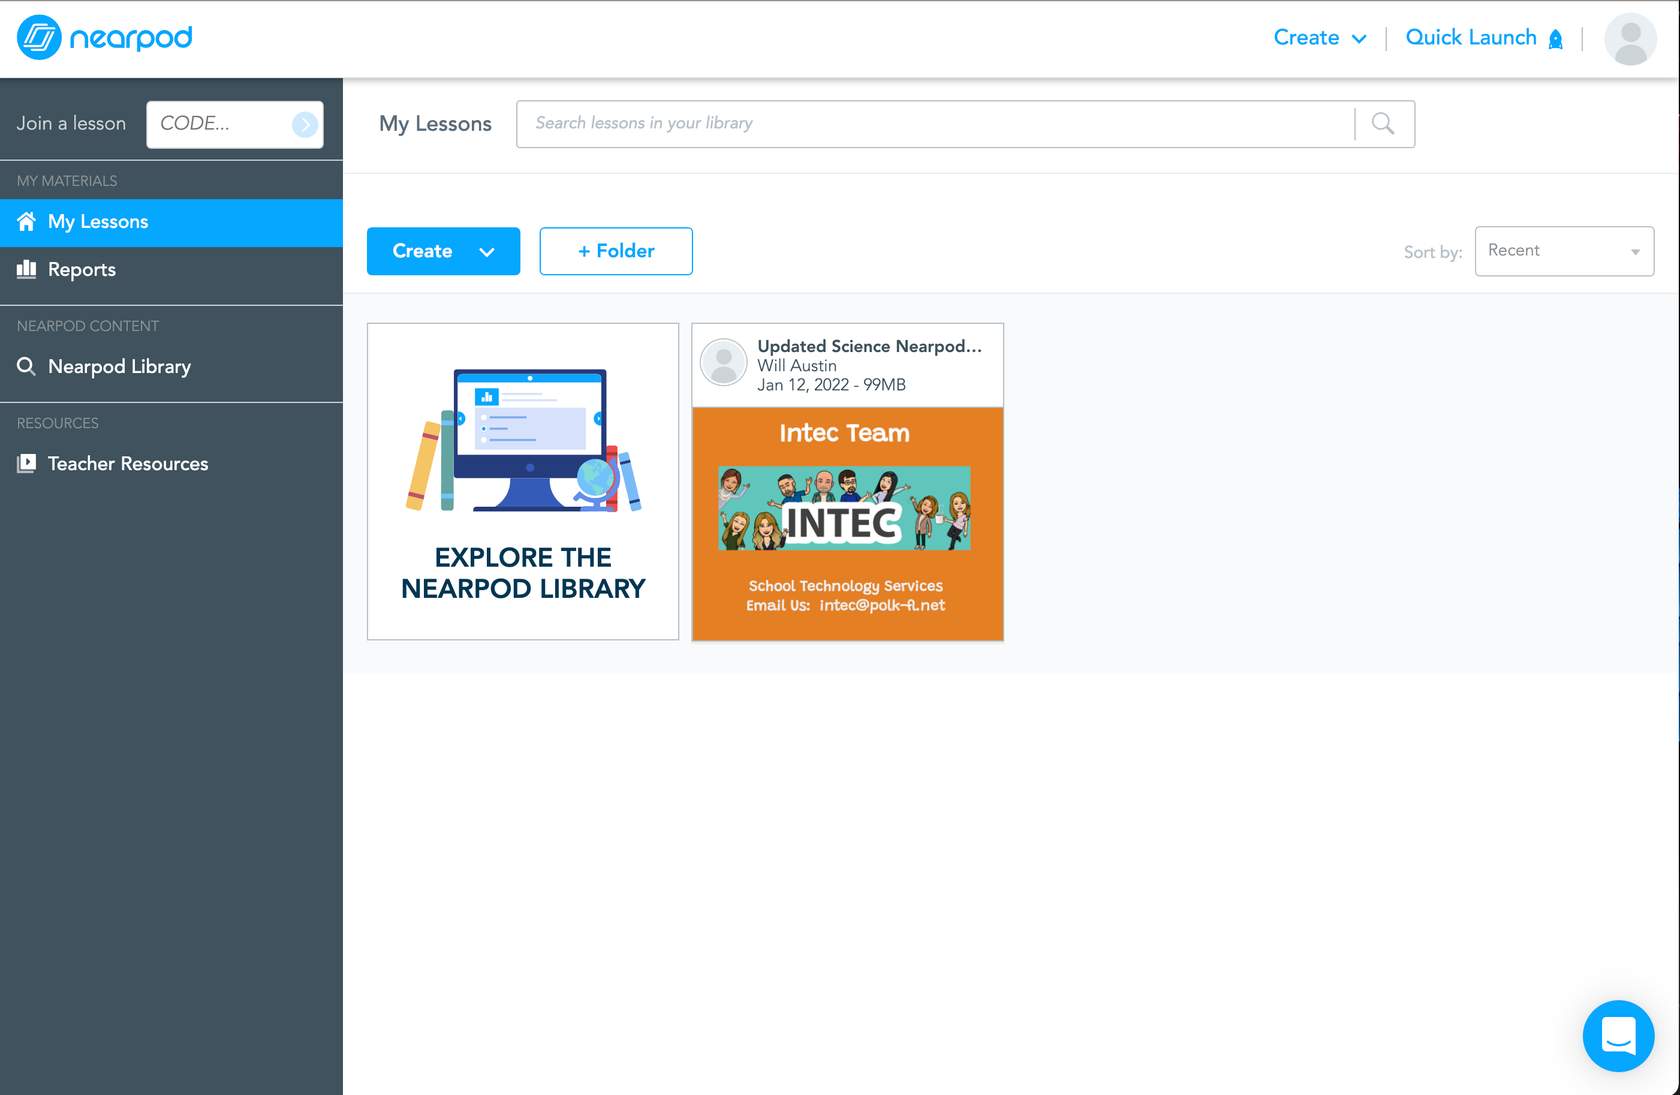 nearpod
Create
Quick Launch
Join a lesson
CODE...
My Lessons
Search lessons in your library
MY MATERIALS
My Lessons
Reports
NEARPOD CONTENT
Nearpod Library
RESOURCES
Teacher Resources
Create
+ Folder
Sort by:
Recent
EXPLORE THE
NEARPOD LIBRARY
Updated Science Nearpod...
Will Austin
Jan 12, 2022 - 99MB
Intec Team
INTEC
School Technology Services
Email Us: intec@polk-fl.net